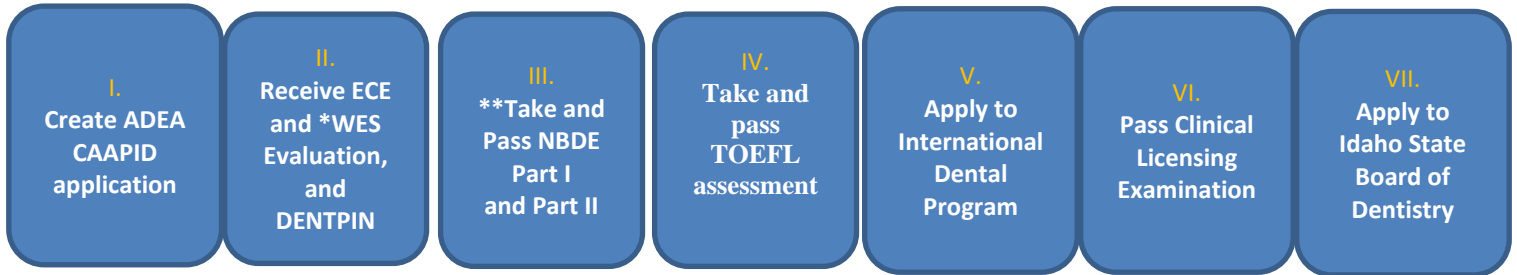 I.
Create ADEA
CAAPID
application
II.
Receive ECE
and *WES
Evaluation,
and
DENTPIN
III.
**Take and
Pass NBDE
Part I
and Part II
IV.
Take and
pass
TOEFL
assessment
V.
Apply to
International
Dental
Program
VI.
Pass Clinical
Licensing
Examination
VII.
Apply to
Idaho State
Board of
Dentistry